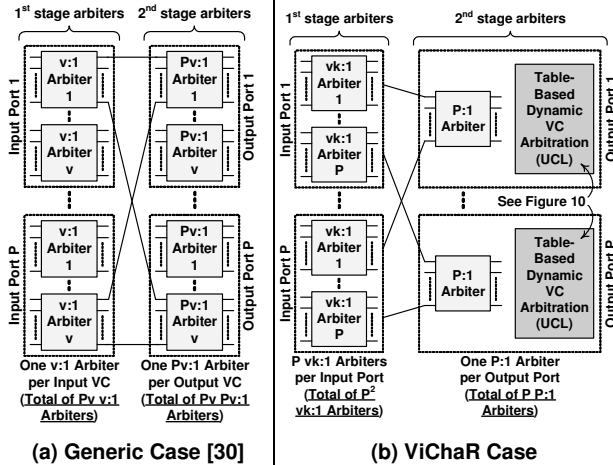 1st stage arbiters
2nd stage arbiters
Input Port 1
v:1
Arbiter
1
v:1
Arbiter
v
Pv:1
Arbiter
1
Pv:1
Arbiter
v
Output Port 1
Input Port P
v:1
Arbiter
1
v:1
Arbiter
v
Pv:1
Arbiter
1
Pv:1
Arbiter
v
Output Port P
One v:1 Arbiter
per Input VC
(Total of Pv v:1
Arbiters)
One Pv:1 Arbiter
per Output VC
(Total of Pv Pv:1
Arbiters)
(a) Generic Case [30]
1st stage arbiters
2nd stage arbiters
Input Port 1
vk:1
Arbiter
1
vk:1
Arbiter
P
P:1
Arbiter
Table-
Based
Dynamic
VC
Arbitration
(UCL)
Output Port 1
See Figure 10
Input Port P
vk:1
Arbiter
1
vk:1
Arbiter
P
P:1
Arbiter
Table-
Based
Dynamic
VC
Arbitration
(UCL)
Output Port P
P vk:1 Arbiters
per Input Port
(Total of P2
vk:1 Arbiters)
One P:1 Arbiter
per Output Port
(Total of P P:1
Arbiters)
(b) ViChaR Case